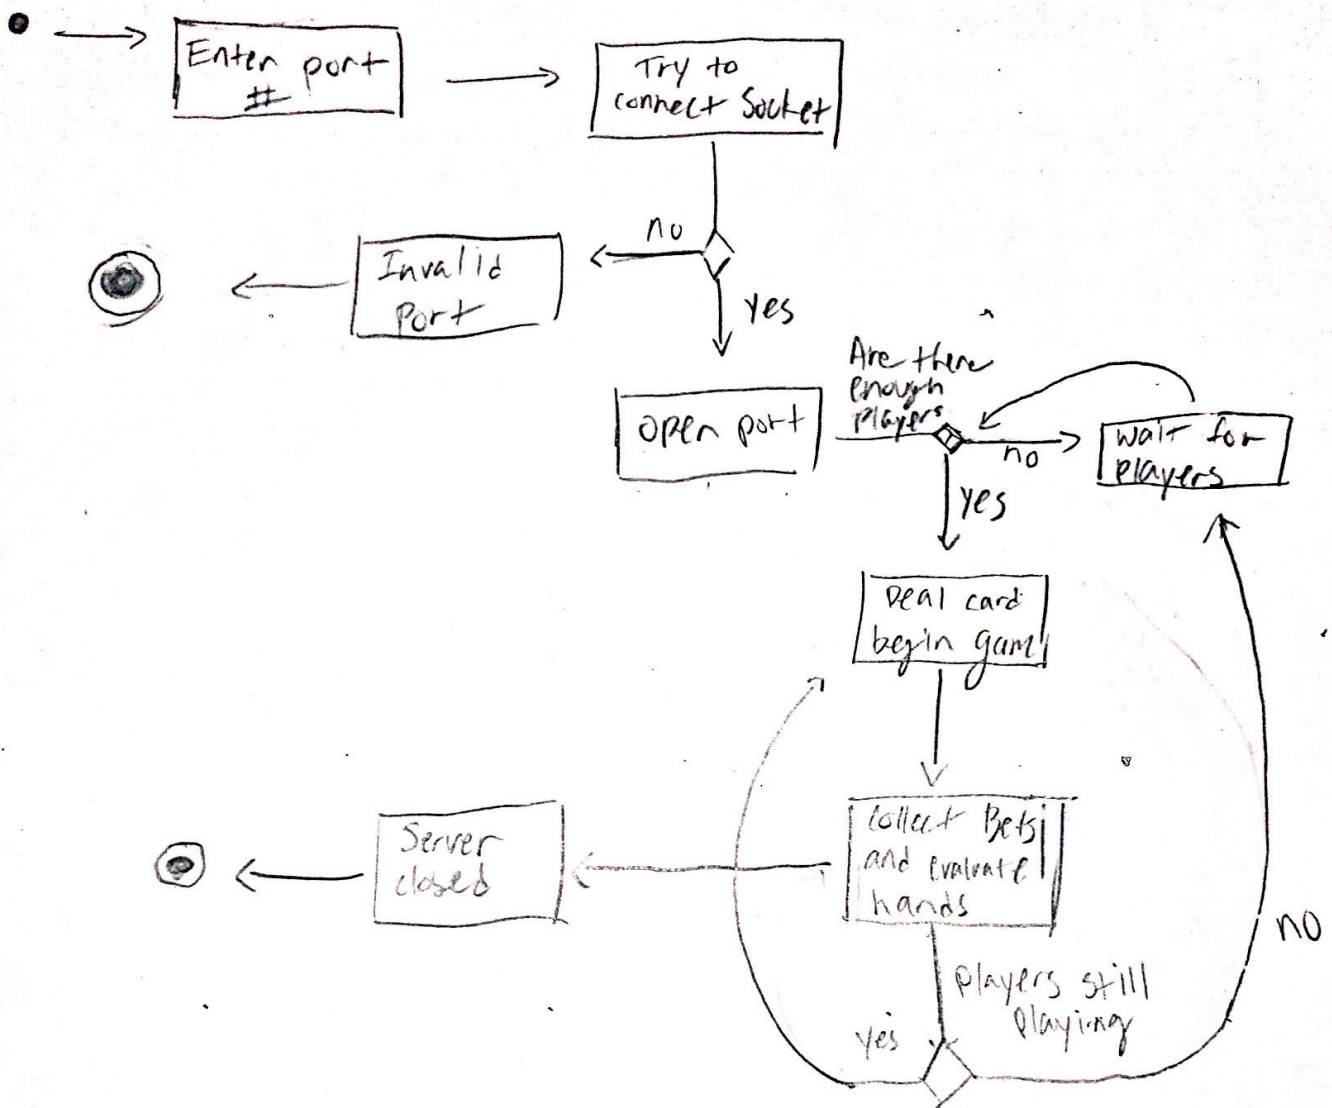 Enter port
#
Try to
connect Socket
no
Invalid
Port
yes
Are there
enough
players
open port
no
wait for
players
yes
Deal card
begin gam
Server
closed
collect Bets
and evaluate
hands
no
players still
playing
yes